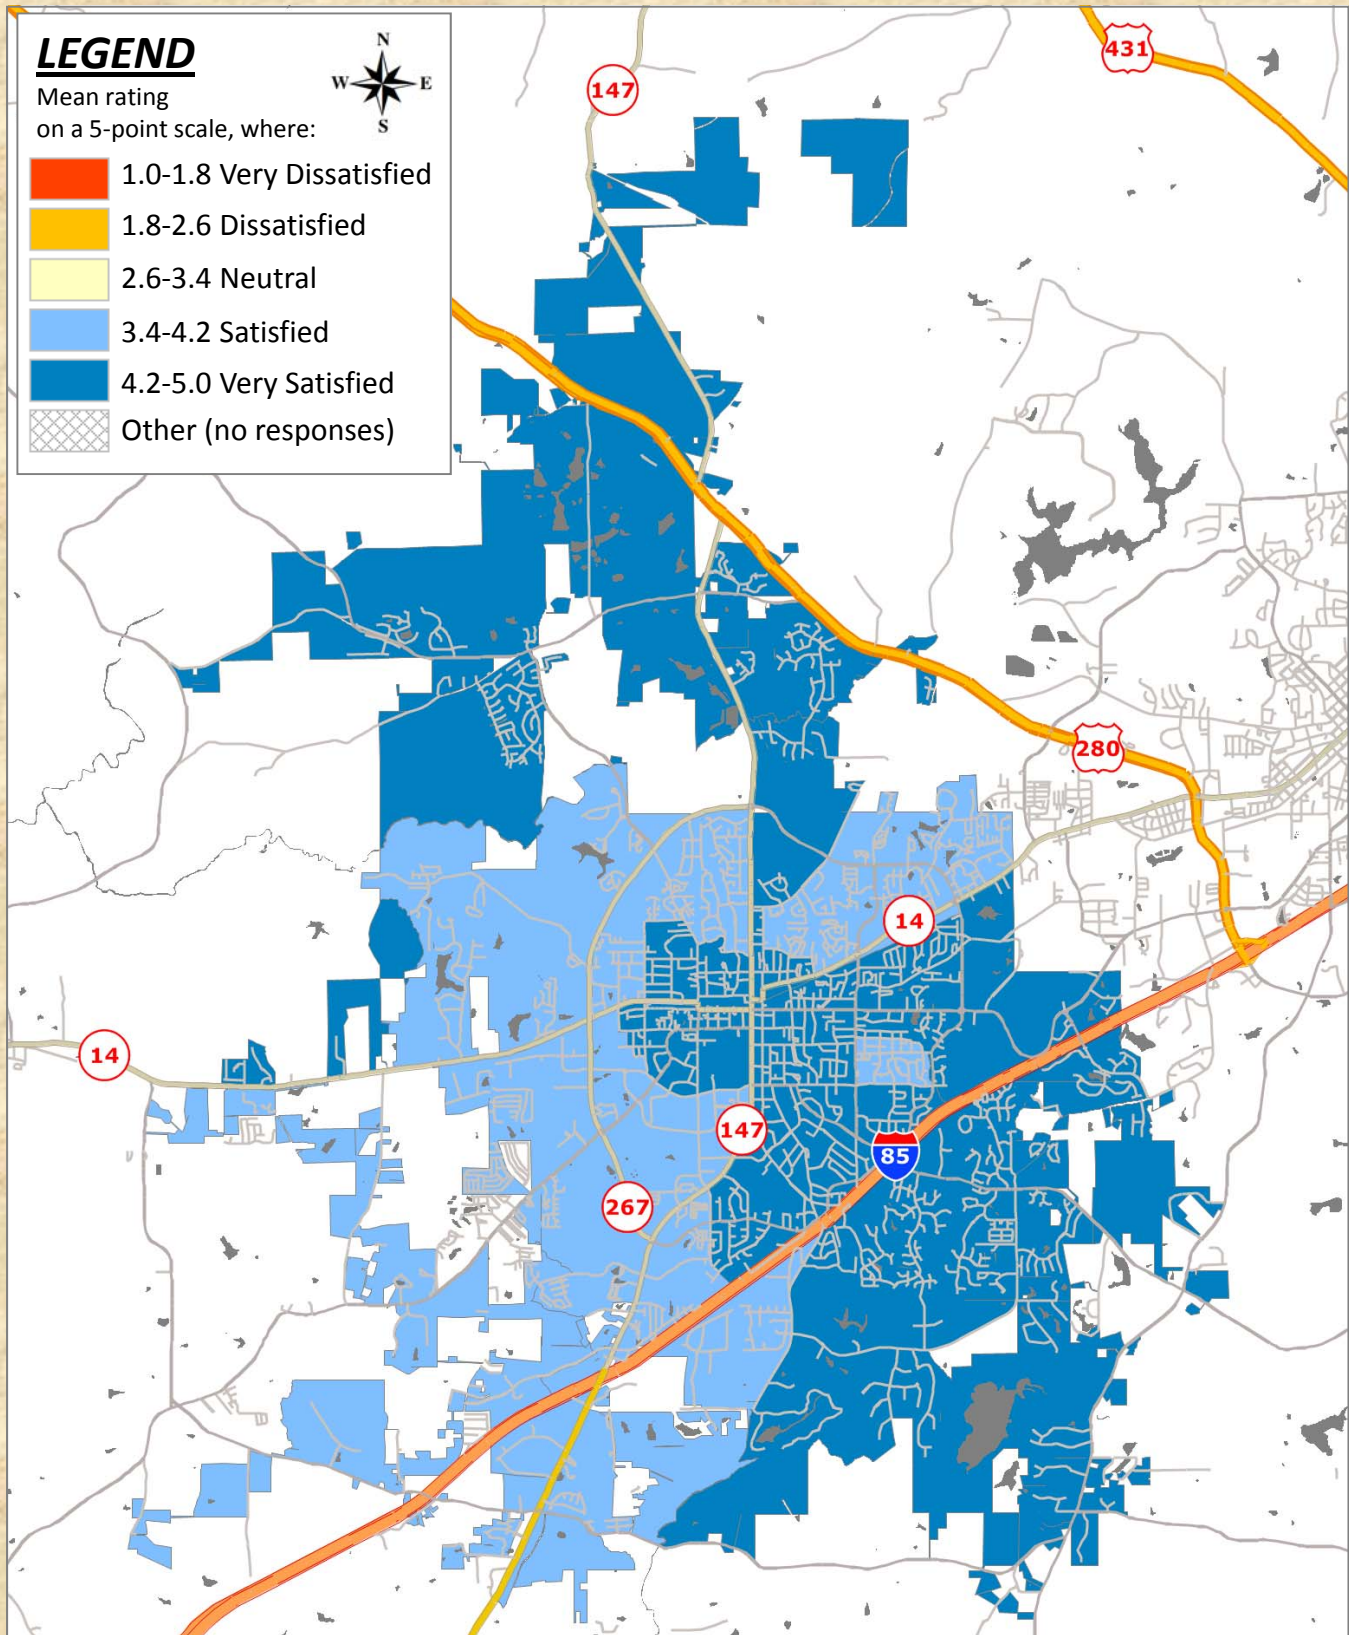 LEGEND
N
W E
S
Mean rating
on a 5-point scale, where:
1.0-1.8 Very Dissatisfied
1.8-2.6 Dissatisfied
2.6-3.4 Neutral
3.4-4.2 Satisfied
4.2-5.0 Very Satisfied
Other (no responses)
431
147
280
14
14
147
85
267